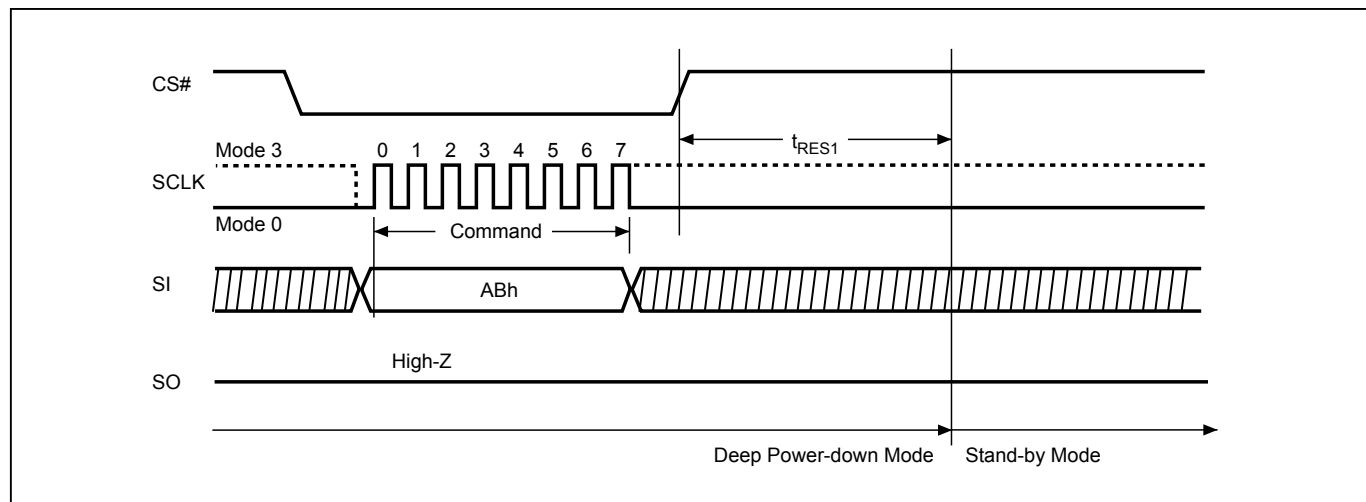 CS#
tRES1
Mode 3
0 1 2 3 4 5 6 7
SCLK
Mode 0
Command
SI
ABh
High-Z
SO
Deep Power-down Mode
Stand-by Mode